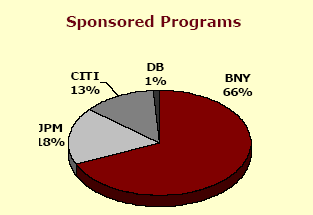 Sponsored Programs
DB
1%
CITI
13%
BNY
66%
JPM
18%